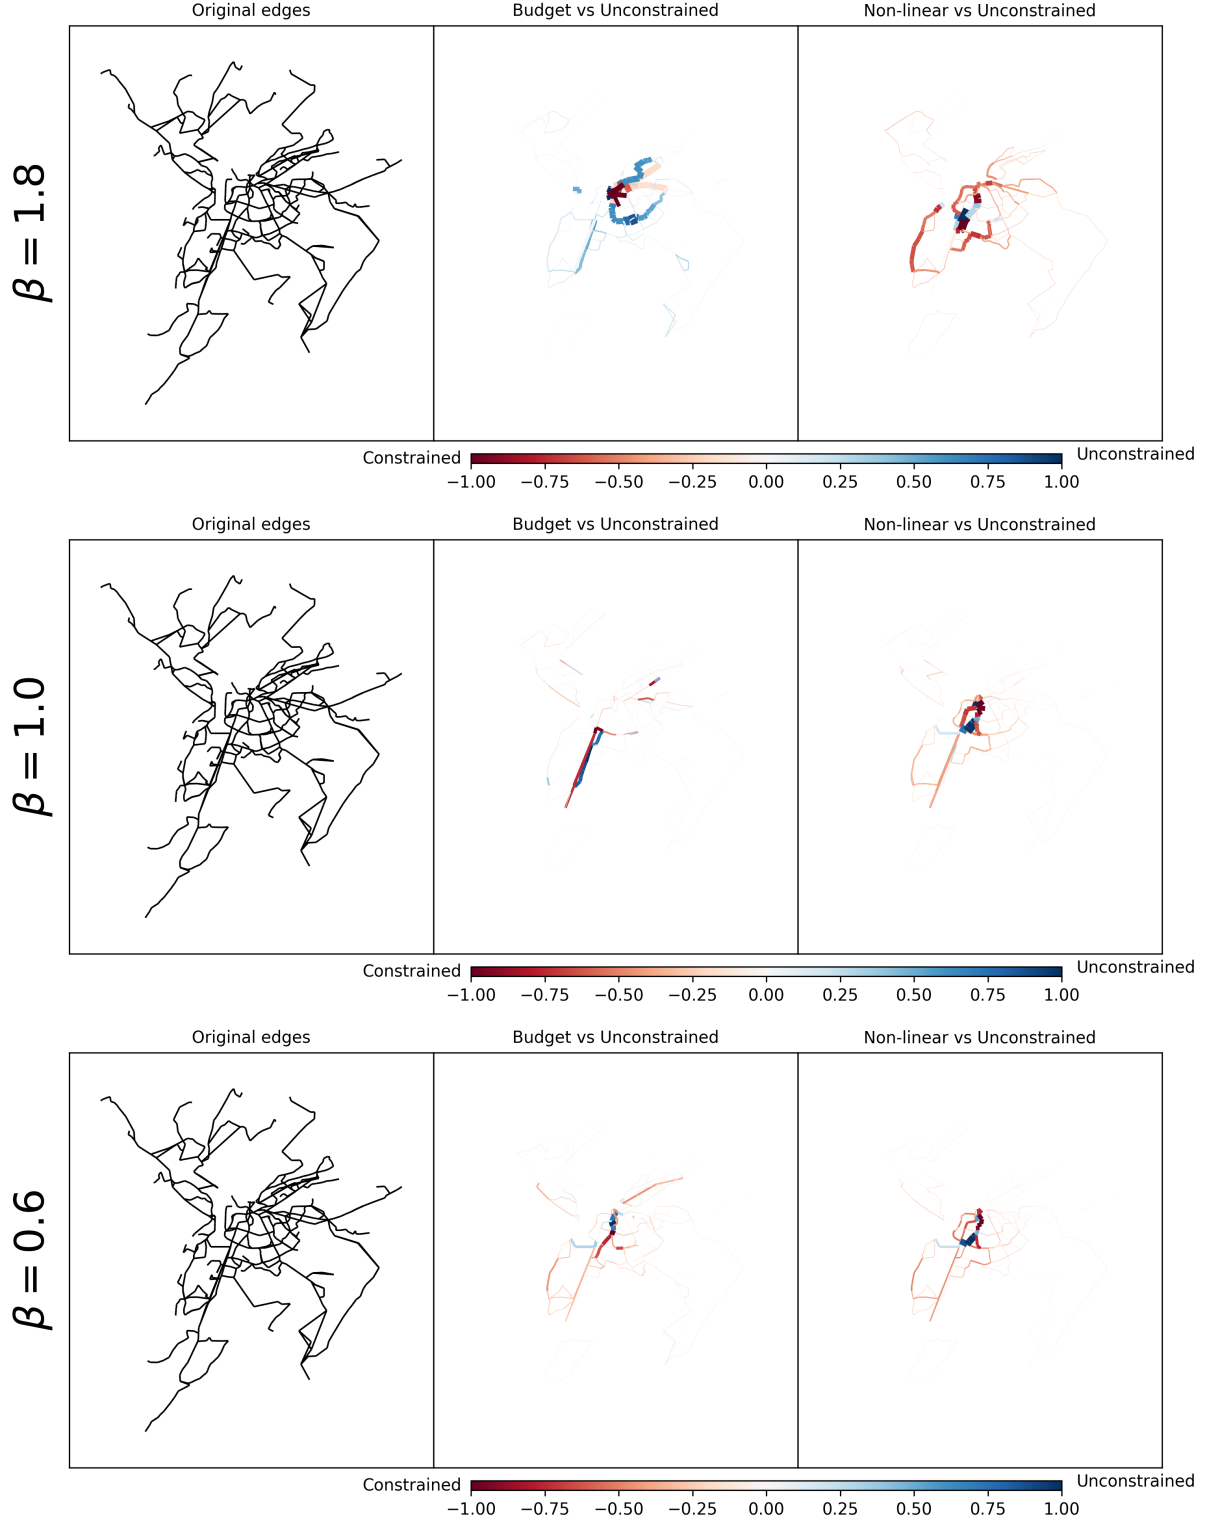 Original edges Budget vs Unconstrained Non-linear vs Unconstrained
β = 1.8
Constrained Unconstrained
−1.00 −0.75 −0.50 −0.25 0.00 0.25 0.50 0.75 1.00
Original edges Budget vs Unconstrained Non-linear vs Unconstrained
β = 1.0
Constrained Unconstrained
−1.00 −0.75 −0.50 −0.25 0.00 0.25 0.50 0.75 1.00
Original edges Budget vs Unconstrained Non-linear vs Unconstrained
β = 0.6
Constrained Unconstrained
−1.00 −0.75 −0.50 −0.25 0.00 0.25 0.50 0.75 1.00